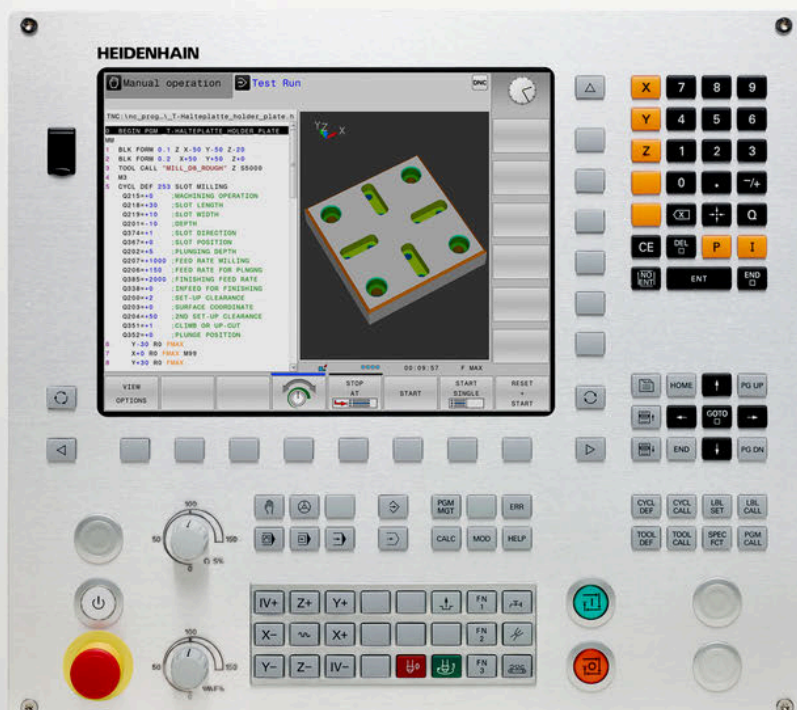 HEIDENHAIN
Manual operation
Test Run
DNC
TNC:\nc_prog…\_T-Halteplatte_holder_plate.h
0 BEGIN PGM T-HALTEPLATTE_HOLDER_PLATE
MM
1 BLK FORM 0.1 Z X-50 Y-50 Z-20
2 BLK FORM 0.2 X+50 Y+50 Z+0
3 TOOL CALL "MILL_D8_ROUGH" Z S5000
4 M3
5 CYCL DEF 253 SLOT MILLING
Q215=+0 ;MACHINING OPERATION
Q218=+30 ;SLOT LENGTH
Q219=+10 ;SLOT WIDTH
Q201=-10 ;DEPTH
Q374=+1 ;SLOT DIRECTION
Q367=+0 ;SLOT POSITION
Q202=+5 ;PLUNGING DEPTH
Q207=+1000 ;FEED RATE MILLING
Q206=+150 ;FEED RATE FOR PLNGNG
Q385=+2000 ;FINISHING FEED RATE
Q338=+0 ;INFEED FOR FINISHING
Q200=+2 ;SET-UP CLEARANCE
Q203=+0 ;SURFACE COORDINATE
Q204=+50 ;2ND SET-UP CLEARANCE
Q351=+1 ;CLIMB OR UP-CUT
Q352=+0 ;PLUNGE POSITION
6 Y-30 R0 FMAX
7 X+0 R0 FMAX M99
8 Y+30 R0 FMAX
Y Z X
00:09:57 F MAX
VIEW OPTIONS
STOP AT
START
START SINGLE
RESET + START
X 7 8 9
Y 4 5 6
Z 1 2 3
0 . -/+
Q
CE DEL P I
NO ENT ENT END
HOME PG UP
GOTO
END PG DN
PGM MGT ERR
CALC MOD HELP
CYCL DEF CYCL CALL LBL SET LBL CALL
TOOL DEF TOOL CALL SPEC FCT PGM CALL
100
50 150
0
IV+ Z+ Y+ FN 1
X- X+ FN 2
Y- Z- IV- FN 3
100
50 150
0